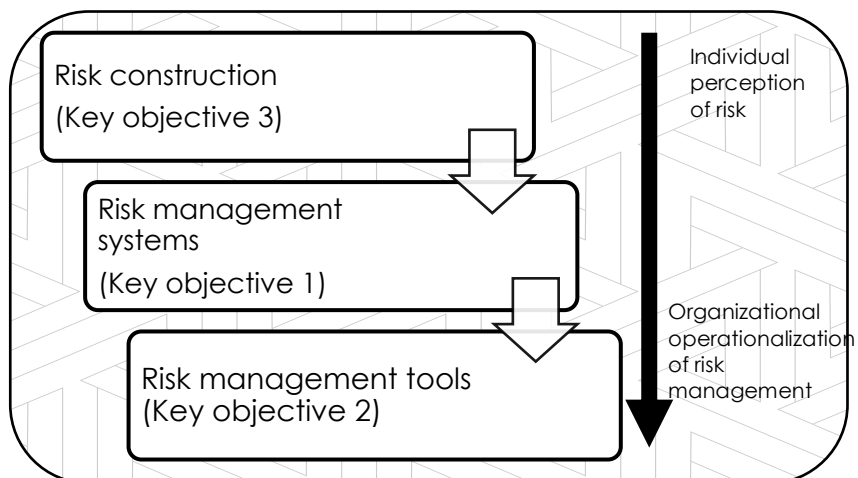 Risk construction
(Key objective 3)
Individual
perception
of risk
Risk management
systems
(Key objective 1)
Risk management tools
(Key objective 2)
Organizational
operationalization
of risk
management